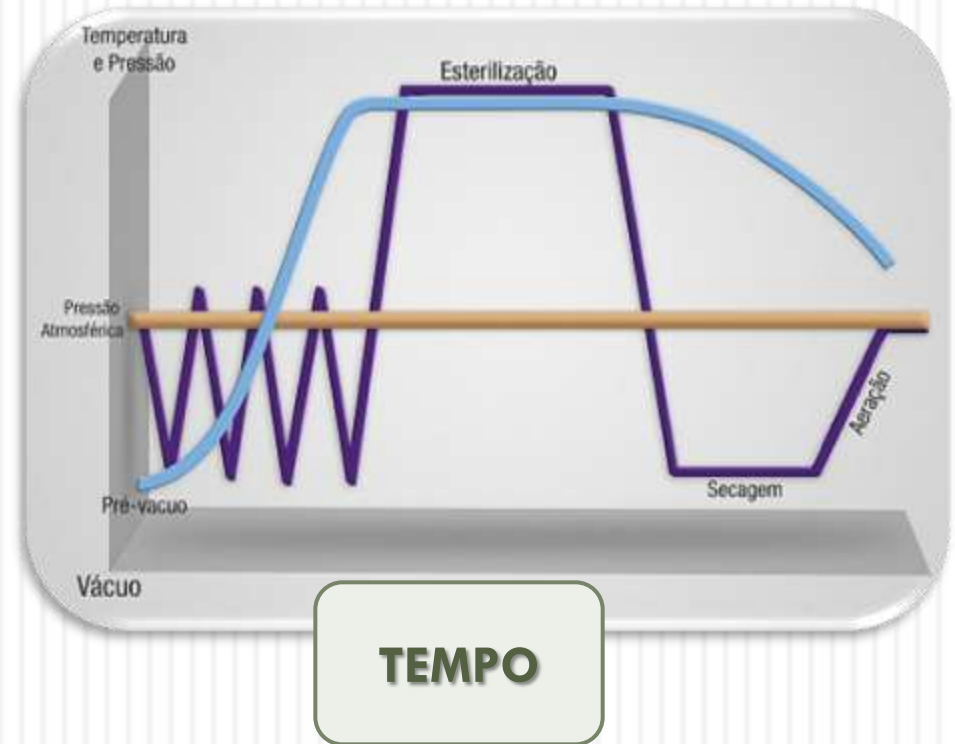 Temperatura
e Pressão
Esterilização
Pressão
Atmosférica
Aeração
Secagem
Pré-vacuo
Vácuo
TEMPO